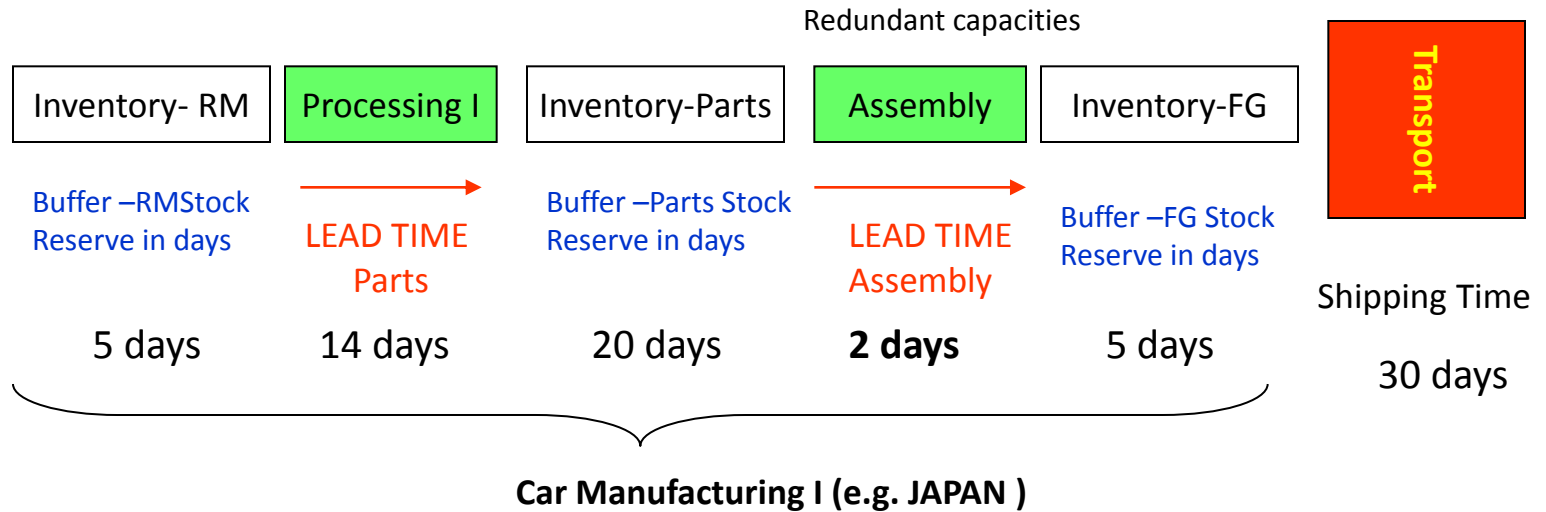 Redundant capacities
Inventory- RM
Processing I
Inventory-Parts
Assembly
Inventory-FG
Transport
Buffer –RMStock
Reserve in days
LEAD TIME
Parts
Buffer –Parts Stock
Reserve in days
LEAD TIME
Assembly
Buffer –FG Stock
Reserve in days
Shipping Time
5 days
14 days
20 days
2 days
5 days
30 days
Car Manufacturing I (e.g. JAPAN )